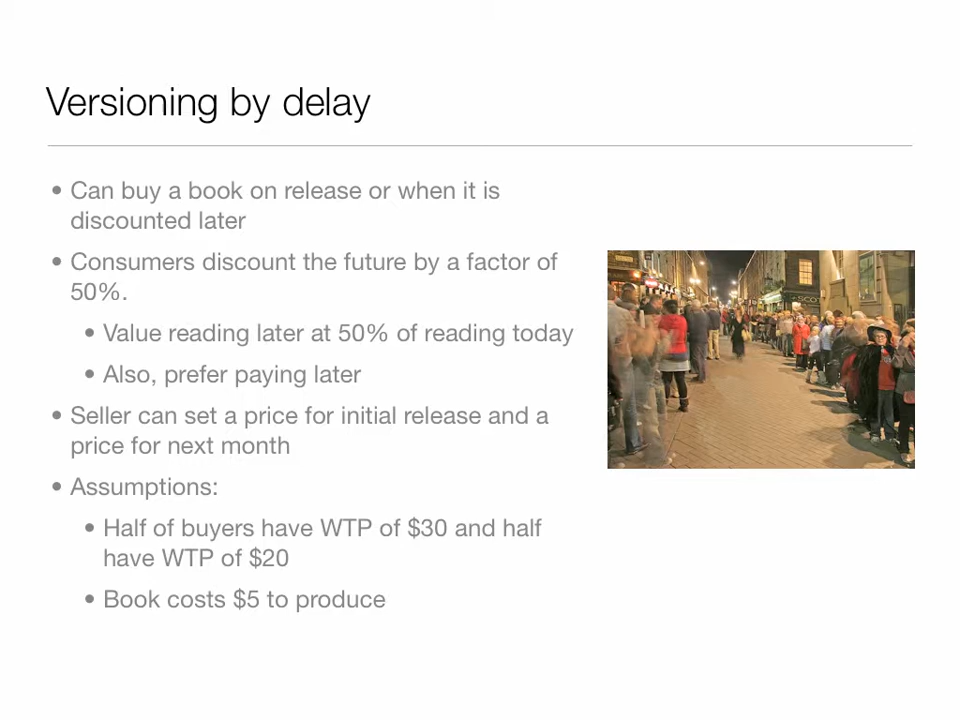 Versioning by delay
• Can buy a book on release or when it is
discounted later
• Consumers discount the future by a factor of
50%.
• Value reading later at 50% of reading today
• Also, prefer paying later
• Seller can set a price for initial release and a
price for next month
• Assumptions:
• Half of buyers have WTP of $30 and half
have WTP of $20
• Book costs $5 to produce